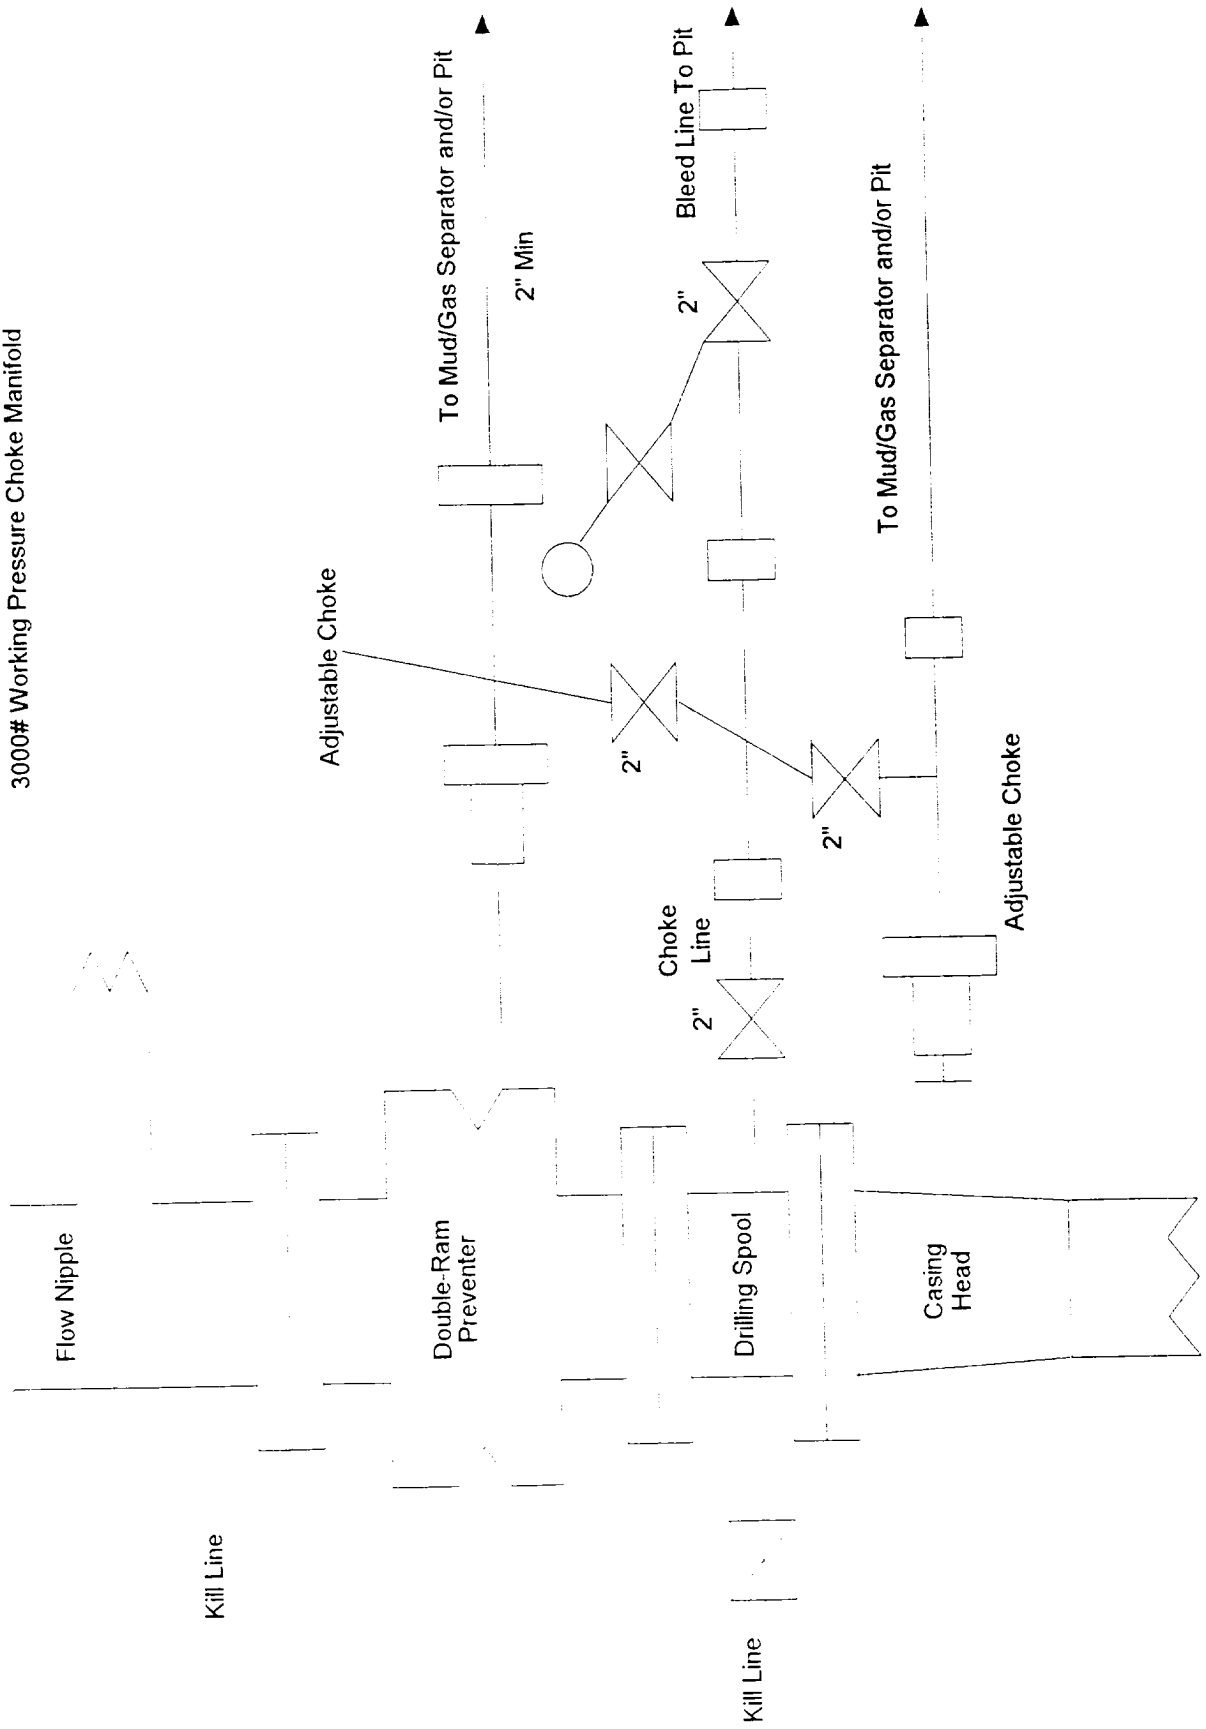 3000# Working Pressure Choke Manifold
Flow Nipple
Kill Line
Adjustable Choke
To Mud/Gas Separator and/or Pit
2" Min
Double-Ram
Preventer
2"
Bleed Line To Pit
2"
Choke
Line
2"
Drilling Spool
Kill Line
2"
To Mud/Gas Separator and/or Pit
Adjustable Choke
Casing
Head